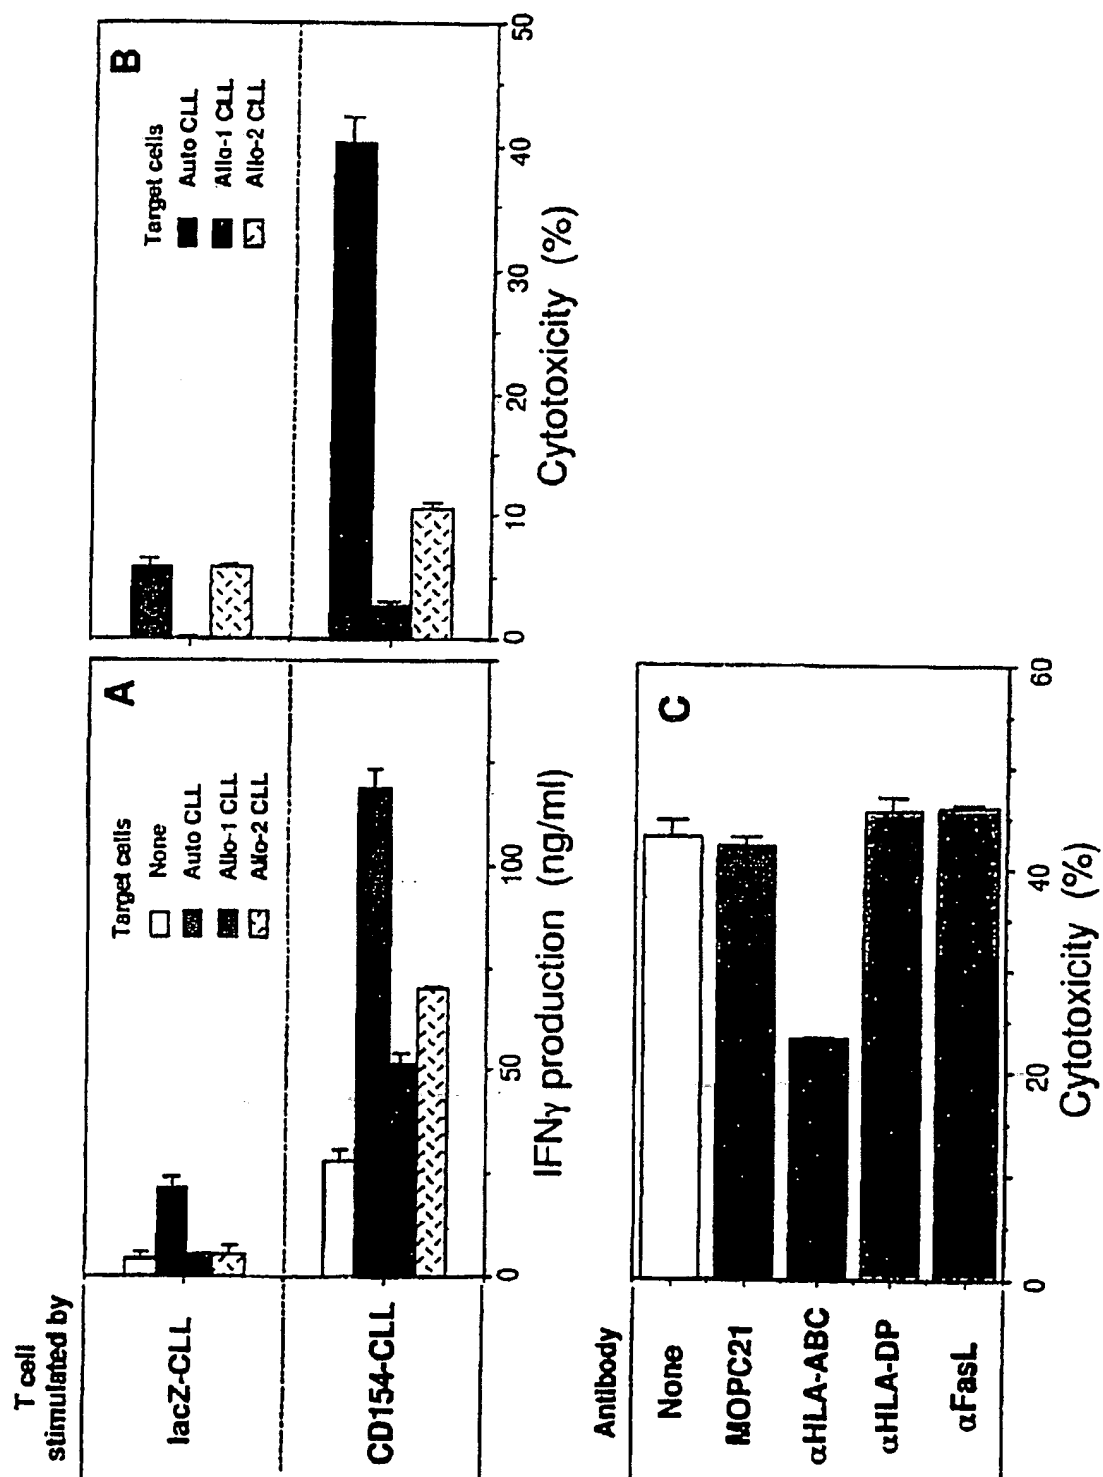 T cell
stimulated by
lacZ-CLL
CD154-CLL
A
Target cells
None
Auto CLL
Allo-1 CLL
Allo-2 CLL
0
50
100
IFNγ production (ng/ml)
B
Target cells
Auto CLL
Allo-1 CLL
Allo-2 CLL
0
10
20
30
40
50
Cytotoxicity (%)
Antibody
None
MOPC21
αHLA-ABC
αHLA-DP
αFasL
C
0
20
40
60
Cytotoxicity (%)